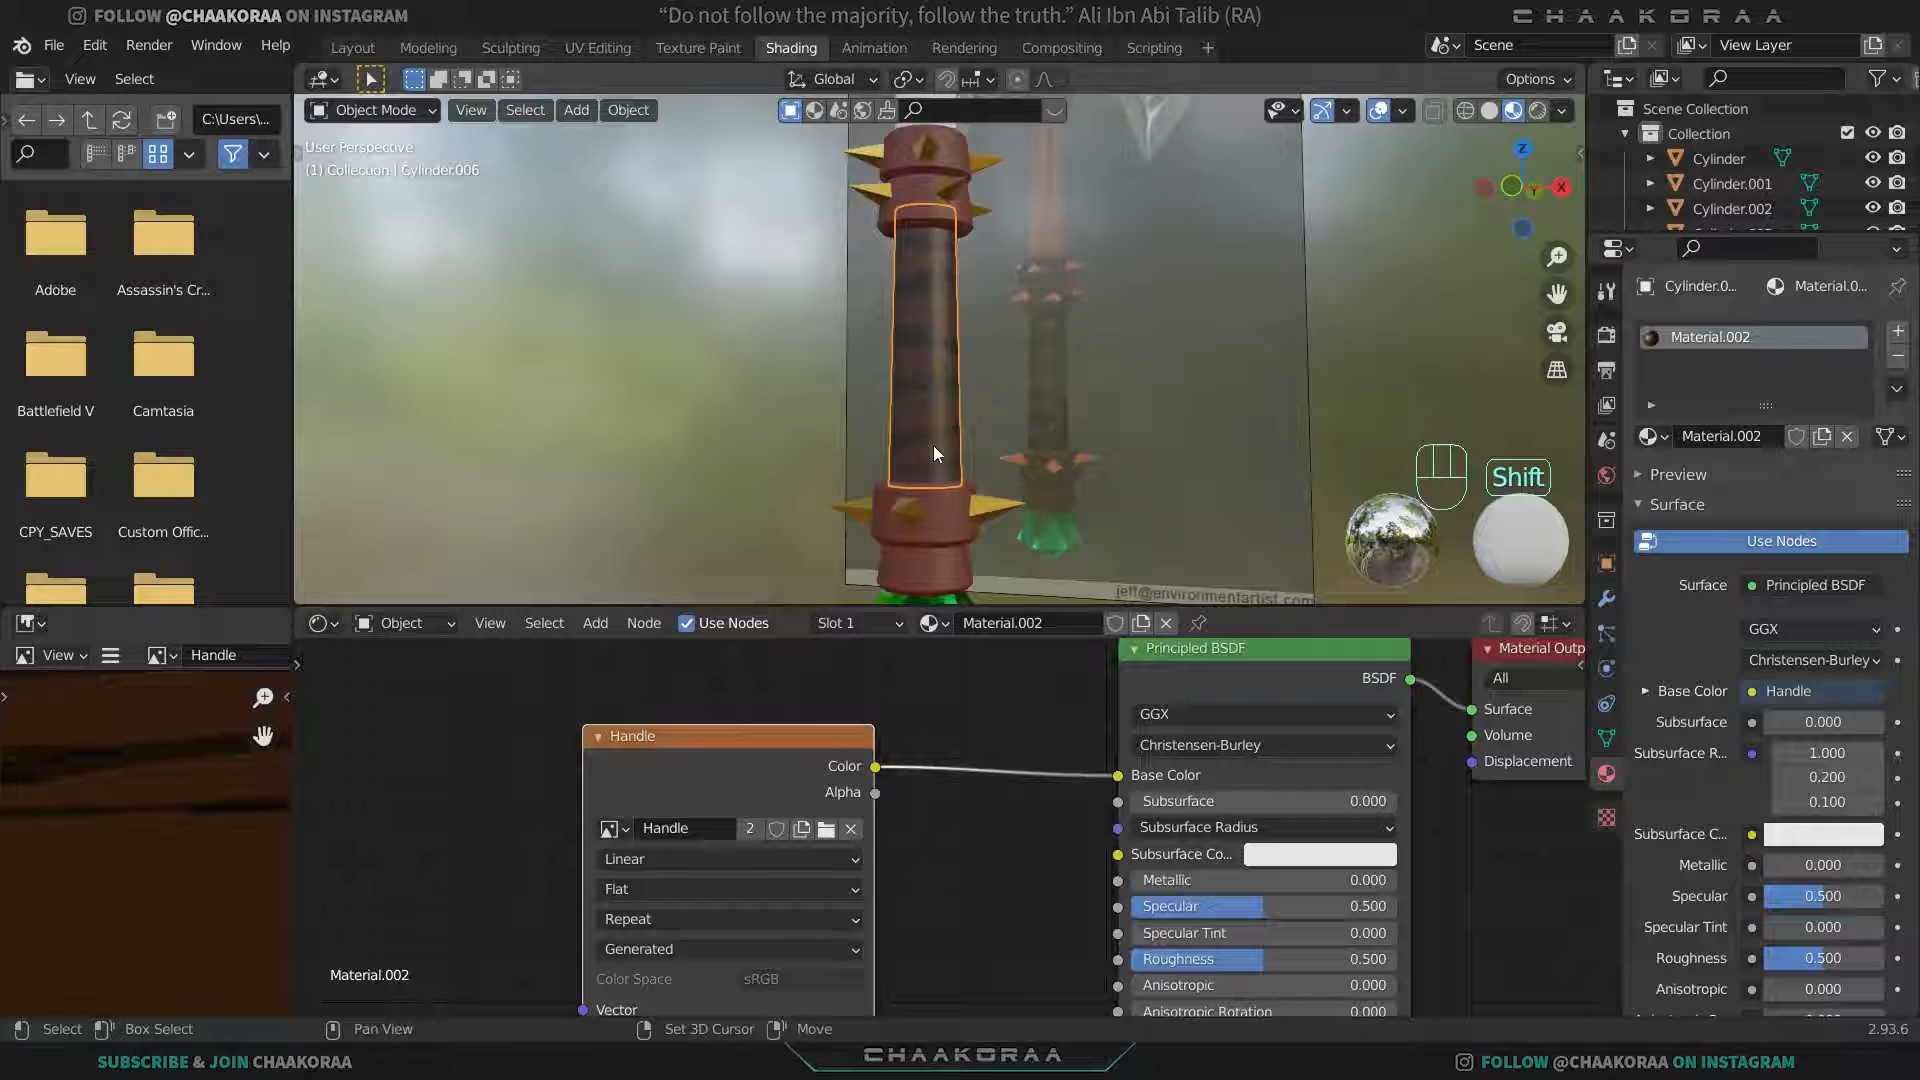 FOLLOW @CHAAKORAA ON INSTAGRAM
“Do not follow the majority, follow the truth.” Ali Ibn Abi Talib (RA)
CHAAKORAA
File Edit Render Window Help
Layout Modeling Sculpting UV Editing Texture Paint Shading Animation Rendering Compositing Scripting +
Scene
View Layer
View Select
Global
Options
C:\Users\...
Object Mode View Select Add Object
User Perspective
(1) Collection | Cylinder.006
Scene Collection
Collection
Cylinder
Cylinder.001
Cylinder.002
Z
X
Y
Adobe
Assassin's Cr...
Battlefield V
Camtasia
CPY_SAVES
Custom Offic...
Shift
jeff@environmentartist.com
Cylinder.0...
Material.0...
Material.002
Material.002
Preview
Surface
Use Nodes
Surface Principled BSDF
GGX
Christensen-Burley
Base Color Handle
Subsurface 0.000
Subsurface R... 1.000
0.200
0.100
Subsurface C...
Metallic 0.000
Specular 0.500
Specular Tint 0.000
Roughness 0.500
Anisotropic 0.000
Object View Select Add Node Use Nodes Slot 1 Material.002
View Handle
Handle
Color
Alpha
Handle 2
Linear
Flat
Repeat
Generated
Color Space sRGB
Vector
Principled BSDF
BSDF
GGX
Christensen-Burley
Base Color
Subsurface 0.000
Subsurface Radius
Subsurface Co...
Metallic 0.000
Specular 0.500
Specular Tint 0.000
Roughness 0.500
Anisotropic 0.000
Anisotropic Rotation 0.000
Material Outp
All
Surface
Volume
Displacement
Material.002
Select Box Select Pan View Set 3D Cursor Move
2.93.6
SUBSCRIBE & JOIN CHAAKORAA
CHAAKORAA
FOLLOW @CHAAKORAA ON INSTAGRAM